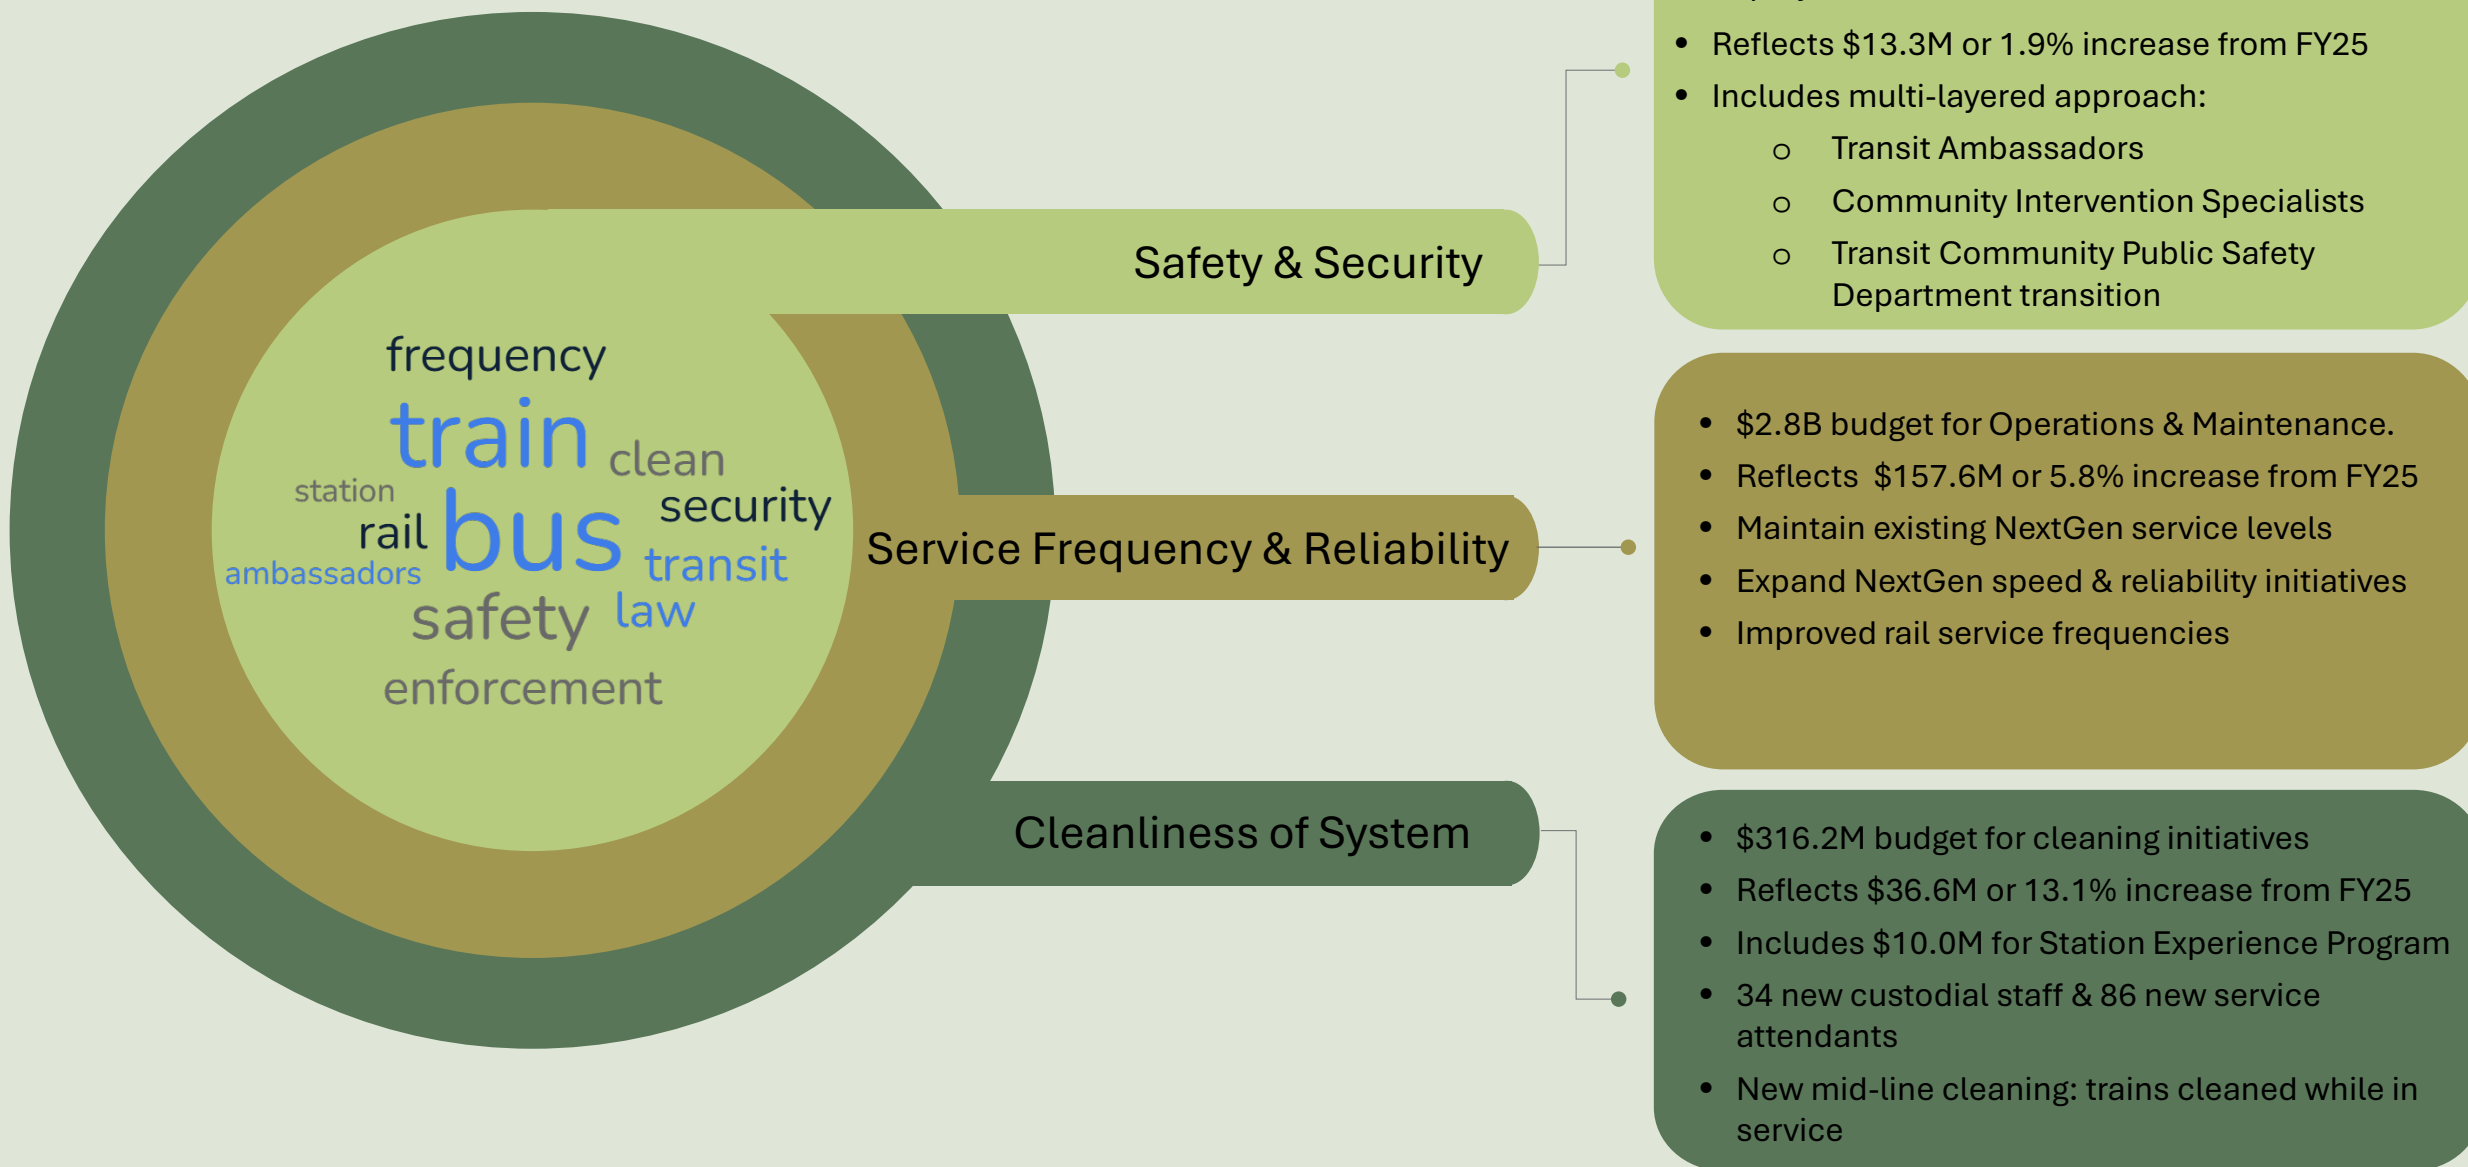 • Reflects $13.3M or 1.9% increase from FY25
• Includes multi-layered approach:
o Transit Ambassadors
o Community Intervention Specialists
o Transit Community Public Safety
Department transition
Safety & Security
frequency
train
clean
station
security
rail
bus
transit
ambassadors
safety
law
enforcement
Service Frequency & Reliability
• $2.8B budget for Operations & Maintenance.
• Reflects  $157.6M or 5.8% increase from FY25
• Maintain existing NextGen service levels
• Expand NextGen speed & reliability initiatives
• Improved rail service frequencies
Cleanliness of System
• $316.2M budget for cleaning initiatives
• Reflects $36.6M or 13.1% increase from FY25
• Includes $10.0M for Station Experience Program
• 34 new custodial staff & 86 new service
attendants
• New mid-line cleaning: trains cleaned while in
service